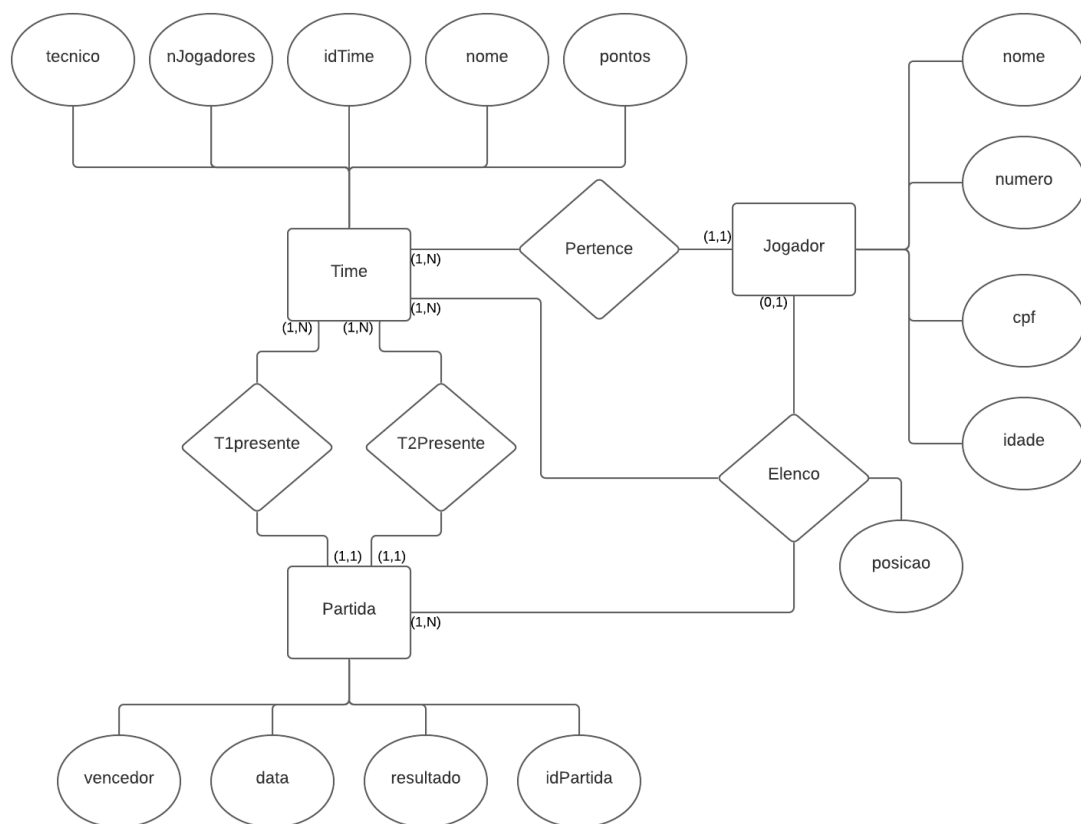 tecnico
nJogadores
idTime
nome
pontos
nome
numero
cpf
idade
Time
(1,N)
Pertence
(1,1)
Jogador
(0,1)
(1,N)
(1,N)
(1,N)
T1presente
T2Presente
Elenco
posicao
(1,1)
(1,1)
Partida
(1,N)
vencedor
data
resultado
idPartida